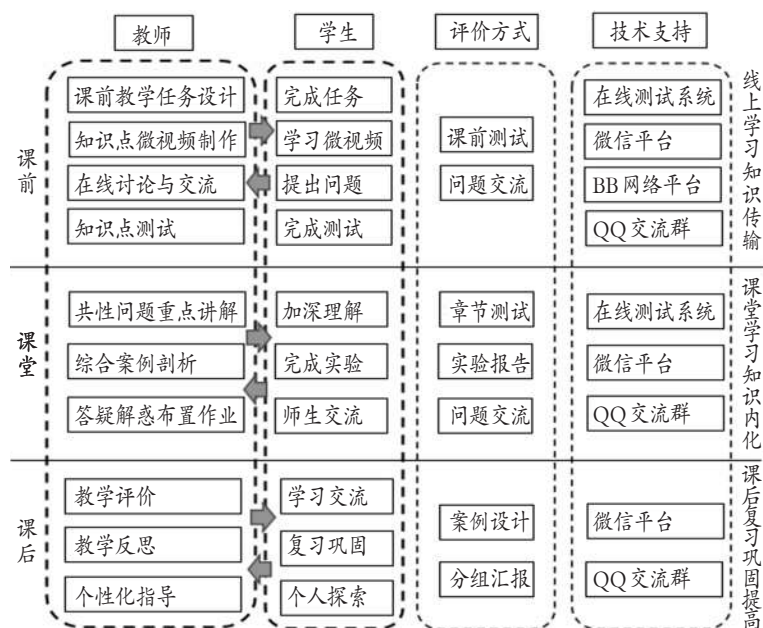 教师
学生
评价方式
技术支持
课前
课前教学任务设计
知识点微视频制作
在线讨论与交流
知识点测试
完成任务
学习微视频
提出问题
完成测试
课前测试
问题交流
在线测试系统
微信平台
BB 网络平台
QQ 交流群
线上学习知识传输
课堂
共性问题重点讲解
综合案例剖析
答疑解惑布置作业
加深理解
完成实验
师生交流
章节测试
实验报告
问题交流
在线测试系统
微信平台
QQ 交流群
课堂学习知识内化
课后
教学评价
教学反思
个性化指导
学习交流
复习巩固
个人探索
案例设计
分组汇报
微信平台
QQ 交流群
课后复习巩固提高